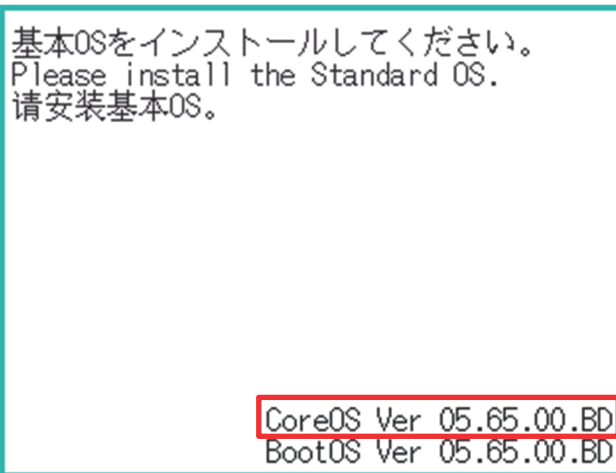 基本OSをインストールしてください。
Please install the Standard OS.
请安装基本OS。
CoreOS Ver 05.65.00.BD
BootOS Ver 05.65.00.BD